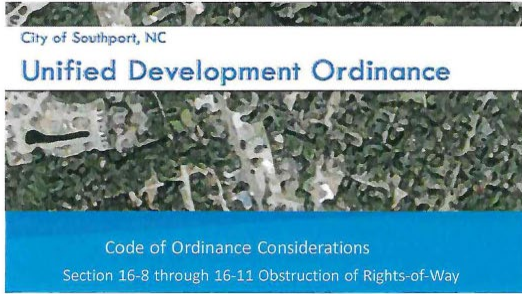 City of Southport, NC
Unified Development Ordinance
Code of Ordinance Considerations
Section 16-8 through 16-11 Obstruction of Rights-of-Way